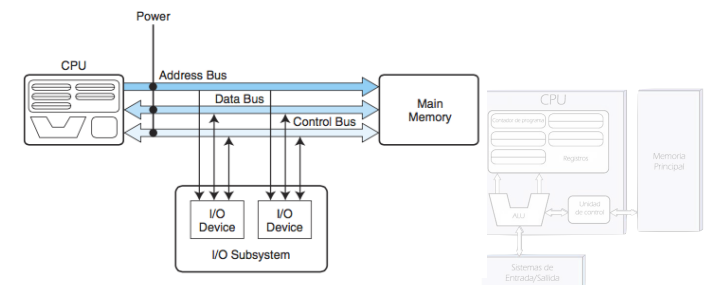 Power
CPU
Address Bus
Data Bus
Control Bus
Main
Memory
I/O
Device
I/O
Device
I/O Subsystem
CPU
Contador de programa
Registros
ALU
Unidad
de control
Memoria
Principal
Sistemas de
Entrada/Salida